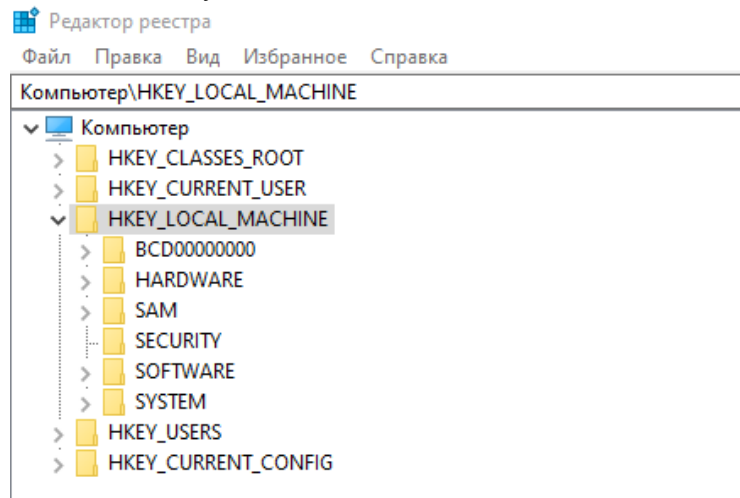 Редактор реестра
Файл Правка Вид Избранное Справка
Компьютер\HKEY_LOCAL_MACHINE
Компьютер
HKEY_CLASSES_ROOT
HKEY_CURRENT_USER
HKEY_LOCAL_MACHINE
BCD00000000
HARDWARE
SAM
SECURITY
SOFTWARE
SYSTEM
HKEY_USERS
HKEY_CURRENT_CONFIG